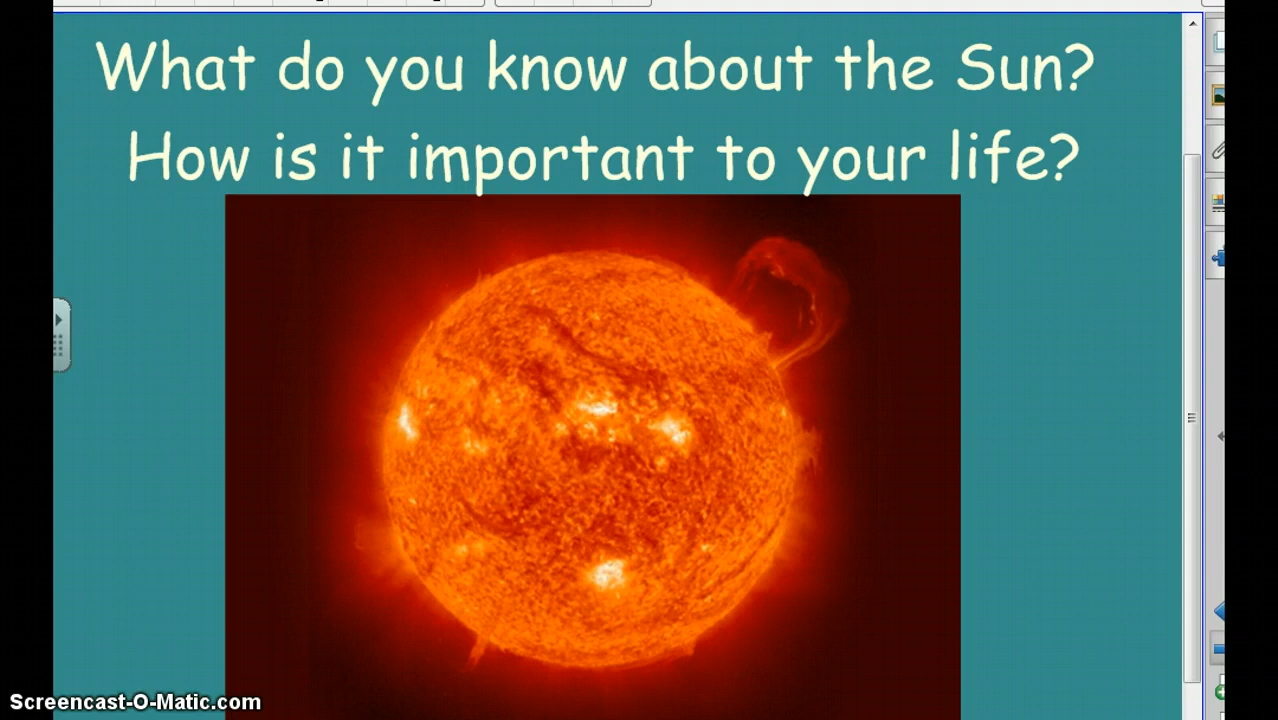 What do you know about the Sun?
How is it important to your life?
Screencast-O-Matic.com